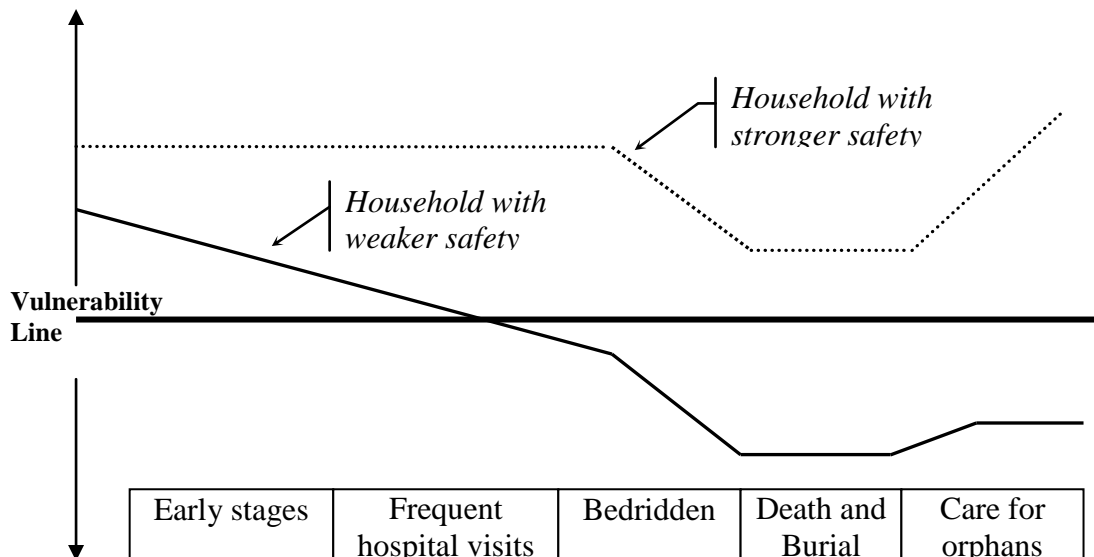 Household with
stronger safety
Household with
weaker safety
Vulnerability
Line
Early stages
Frequent
hospital visits
Bedridden
Death and
Burial
Care for
orphans